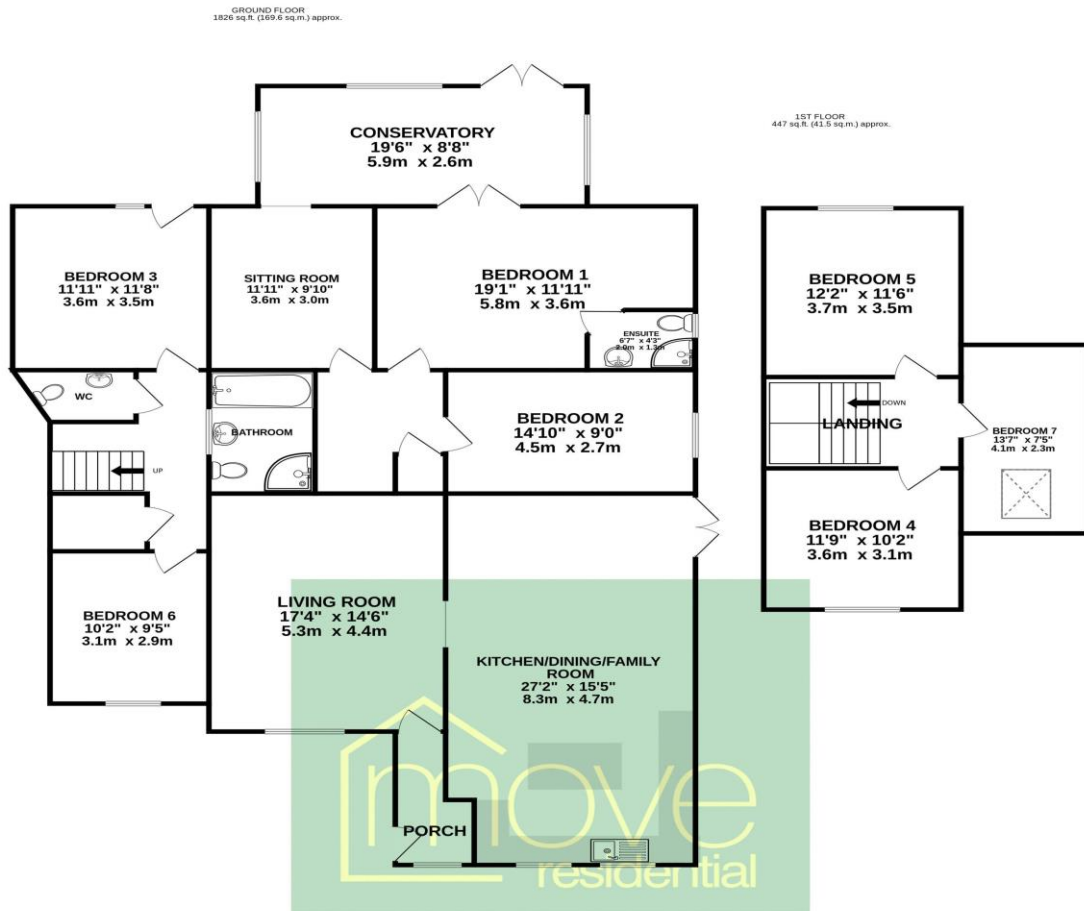 GROUND FLOOR
1826 sq.ft. (169.6 sq.m.) approx.
1ST FLOOR
447 sq.ft. (41.5 sq.m.) approx.
CONSERVATORY
19'6" x 8'8"
5.9m x 2.6m
BEDROOM 3
11'11" x 11'8"
3.6m x 3.5m
SITTING ROOM
11'11" x 9'10"
3.6m x 3.0m
BEDROOM 1
19'1" x 11'11"
5.8m x 3.6m
ENSUITE
6'7" x 4'3"
2.0m x 1.3m
WC
BATHROOM
BEDROOM 2
14'10" x 9'0"
4.5m x 2.7m
UP
BEDROOM 6
10'2" x 9'5"
3.1m x 2.9m
LIVING ROOM
17'4" x 14'6"
5.3m x 4.4m
KITCHEN/DINING/FAMILY
ROOM
27'2" x 15'5"
8.3m x 4.7m
PORCH
move
residential
BEDROOM 5
12'2" x 11'6"
3.7m x 3.5m
DOWN
LANDING
BEDROOM 7
13'7" x 7'5"
4.1m x 2.3m
BEDROOM 4
11'9" x 10'2"
3.6m x 3.1m